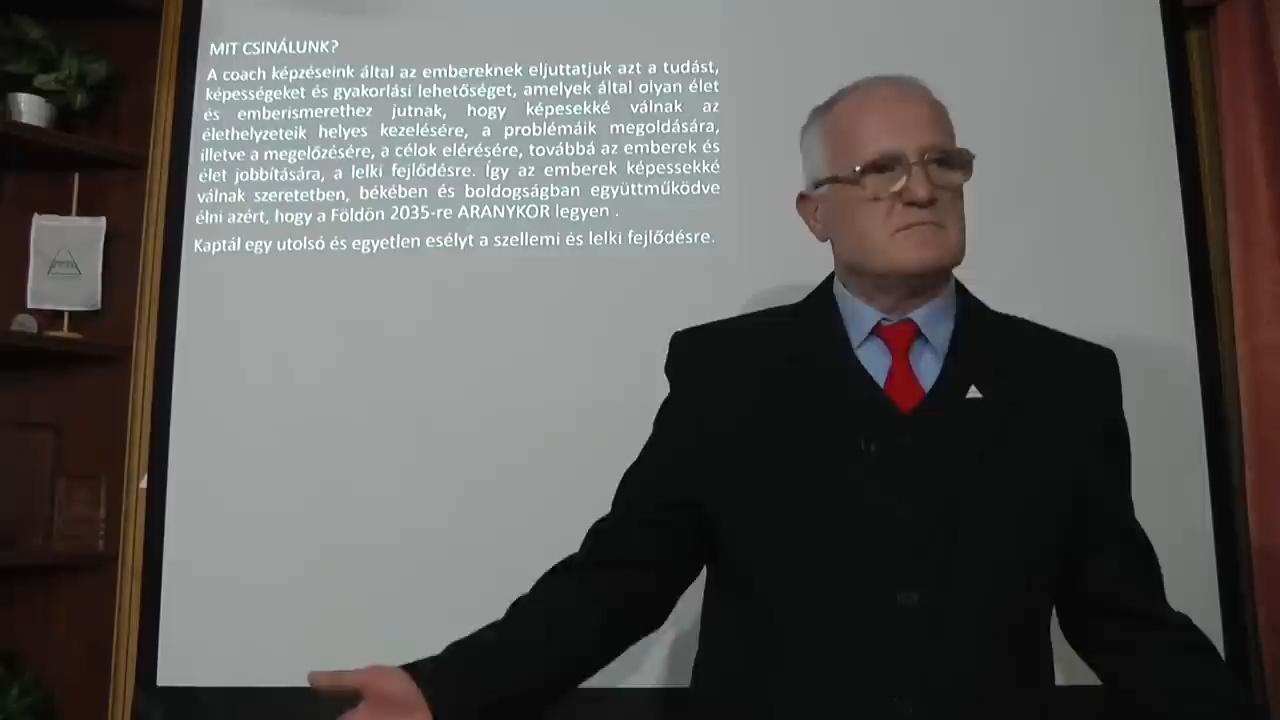 MIT CSINÁLUNK?
A coach képzéseink által az embereknek eljuttatjuk azt a tudást,
képességeket és gyakorlási lehetőséget, amelyek által olyan élet
és emberismerethez jutnak, hogy képesekké válnak az
élethelyzeteik helyes kezelésére, a problémáik megoldására,
illetve a megelőzésére, a célok elérésére, továbbá az emberek és
élet jobbítására, a lelki fejlődésre. Így az emberek képessekké
válnak szeretetben, békében és boldogságban együttműködve
élni azért, hogy a Földön 2035-re ARANYKOR legyen .
Kaptál egy utolsó és egyetlen esélyt a szellemi és lelki fejlődésre.